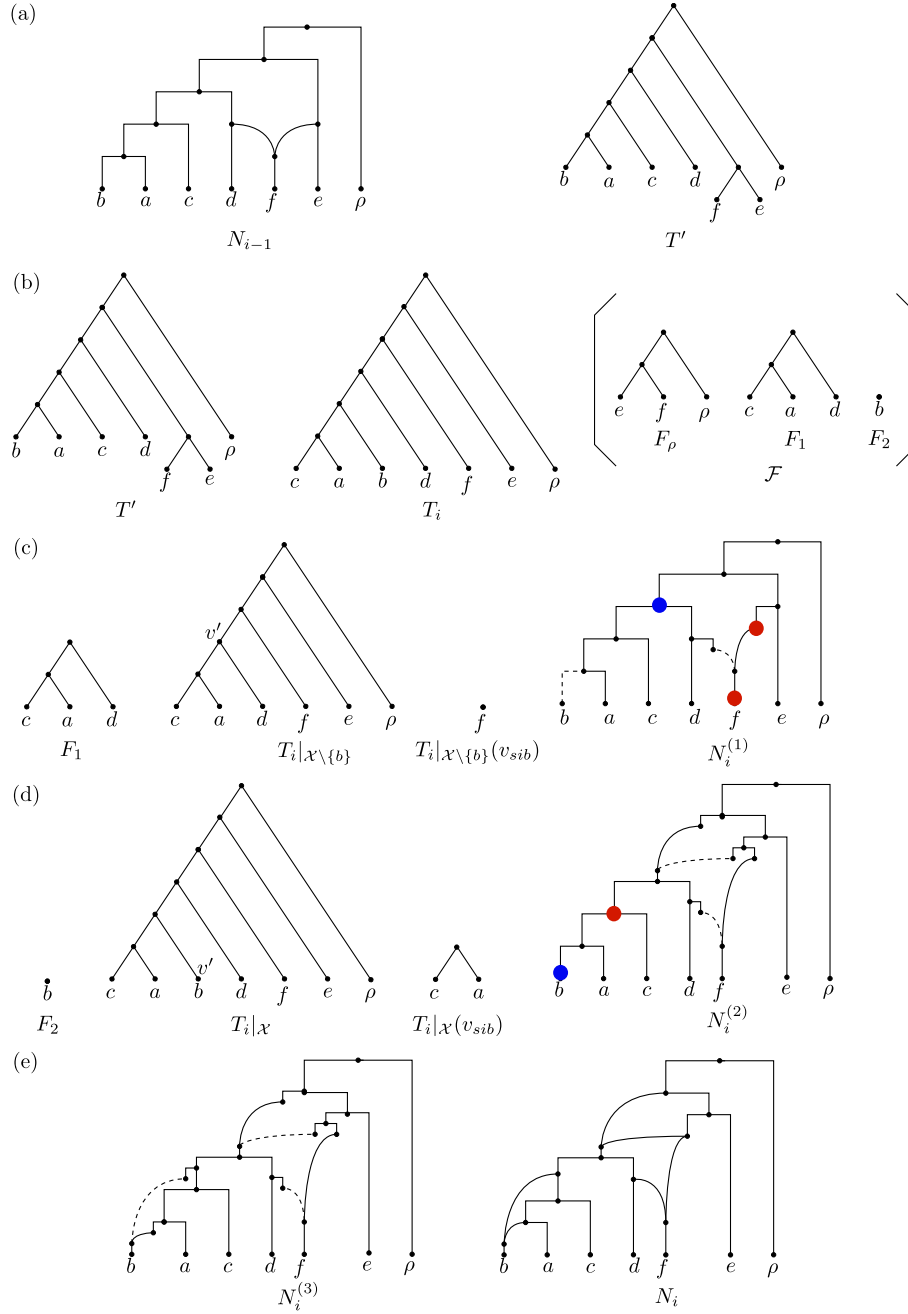 (a)
b a c d f e ρ
b a c d ρ
f e
N_{i−1}
T′
(b)
b a c d ρ
f e
T′
c a b d f e ρ
T_i
e f ρ c a d b
F_ρ F_1 F_2
ℱ
(c)
v′
c a d
F_1
c a d f e ρ
T_i|_{𝒳\{b}}
f
T_i|_{𝒳\{b}}(v_{sib})
b a c d f e ρ
N_i^{(1)}
(d)
v′
b
F_2
c a b d f e ρ
T_i|_𝒳
c a
T_i|_𝒳(v_{sib})
b a c d f e ρ
N_i^{(2)}
(e)
b a c d f e ρ
N_i^{(3)}
b a c d f e ρ
N_i